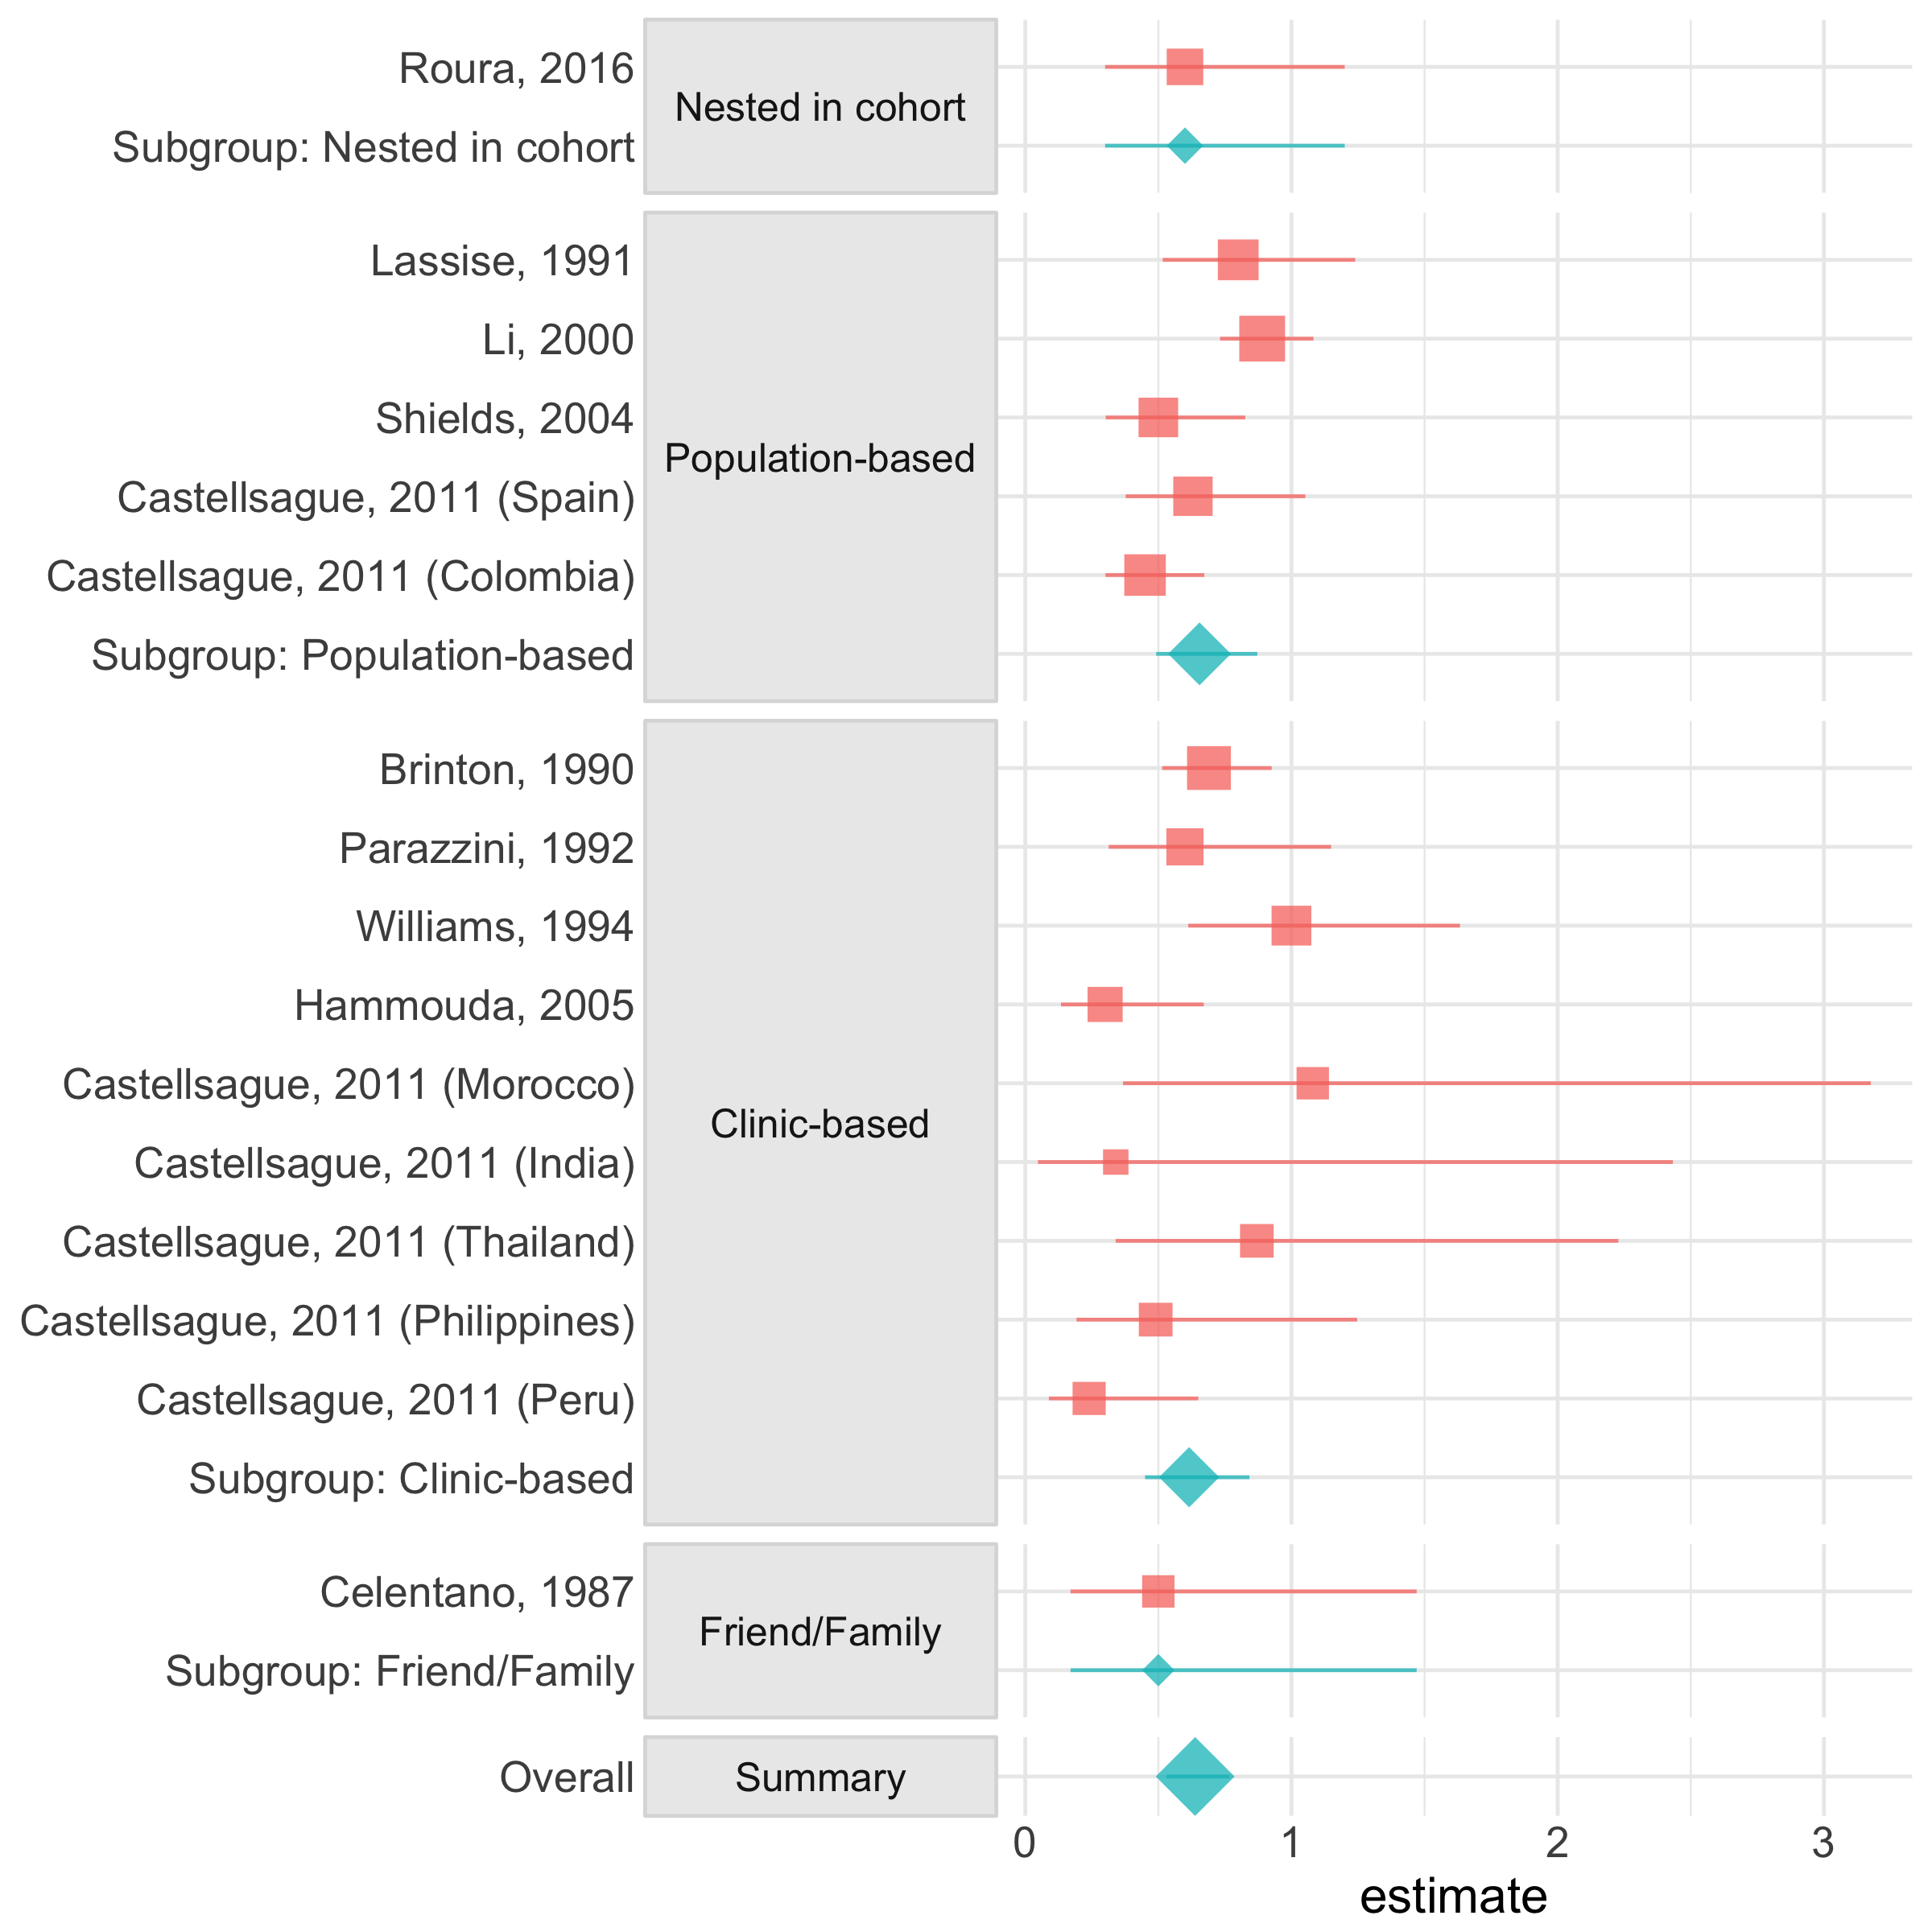 Roura, 2016
Nested in cohort
Subgroup: Nested in cohort
Lassise, 1991
Li, 2000
Shields, 2004
Population-based
Castellsague, 2011 (Spain)
Castellsague, 2011 (Colombia)
Subgroup: Population-based
Brinton, 1990
Parazzini, 1992
Williams, 1994
Hammouda, 2005
Castellsague, 2011 (Morocco)
Clinic-based
Castellsague, 2011 (India)
Castellsague, 2011 (Thailand)
Castellsague, 2011 (Philippines)
Castellsague, 2011 (Peru)
Subgroup: Clinic-based
Celentano, 1987
Friend/Family
Subgroup: Friend/Family
Overall
Summary
0 1 2 3
estimate